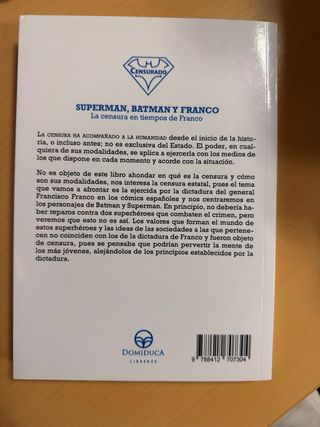 CENSURADO
SUPERMAN, BATMAN Y FRANCO
La censura en tiempos de Franco
LA CENSURA HA ACOMPAÑADO A LA HUMANIDAD desde el inicio de la histo-
ria, o incluso antes; no es exclusiva del Estado. El poder, en cual-
quiera de sus modalidades, se aplica a ejercerla con los medios de
los que dispone en cada momento y acorde con la situación.
No es objeto de este libro ahondar en qué es la censura y cómo
son sus modalidades, nos interesa la censura estatal, pues el tema
que vamos a afrontar es la ejercida por la dictadura del general
Francisco Franco en los cómics españoles y nos centraremos en
los personajes de Batman y Superman. En principio, no debería ha-
ber reparos contra dos superhéroes que combaten el crimen, pero
veremos que esto no es así. Los valores que forman el mundo de
estos superhéroes y las ideas de las sociedades a las que pertene-
cen no coinciden con los de la dictadura de Franco y fueron objeto
de censura, pues se pensaba que podrían pervertir la mente de
los más jóvenes, alejándolos de los principios establecidos por la
dictadura.
DOMIDUCA
LIBREROS
9 788412 707304